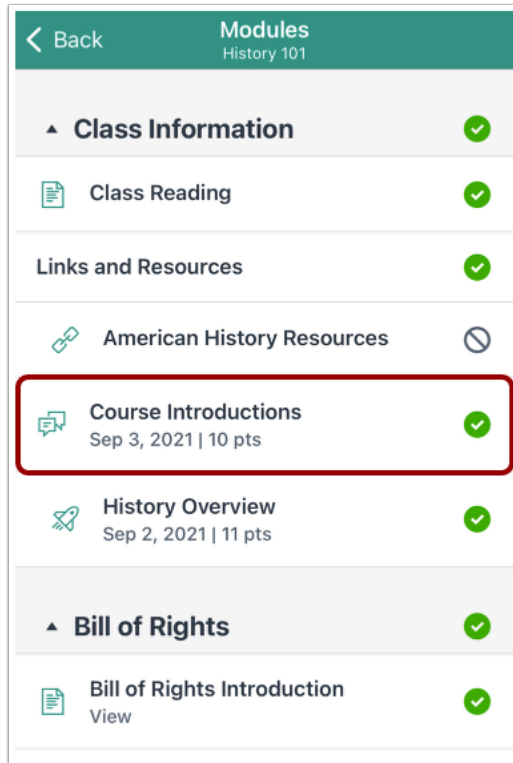 Back
Modules
History 101
Class Information
Class Reading
Links and Resources
American History Resources
Course Introductions
Sep 3, 2021 | 10 pts
History Overview
Sep 2, 2021 | 11 pts
Bill of Rights
Bill of Rights Introduction
View